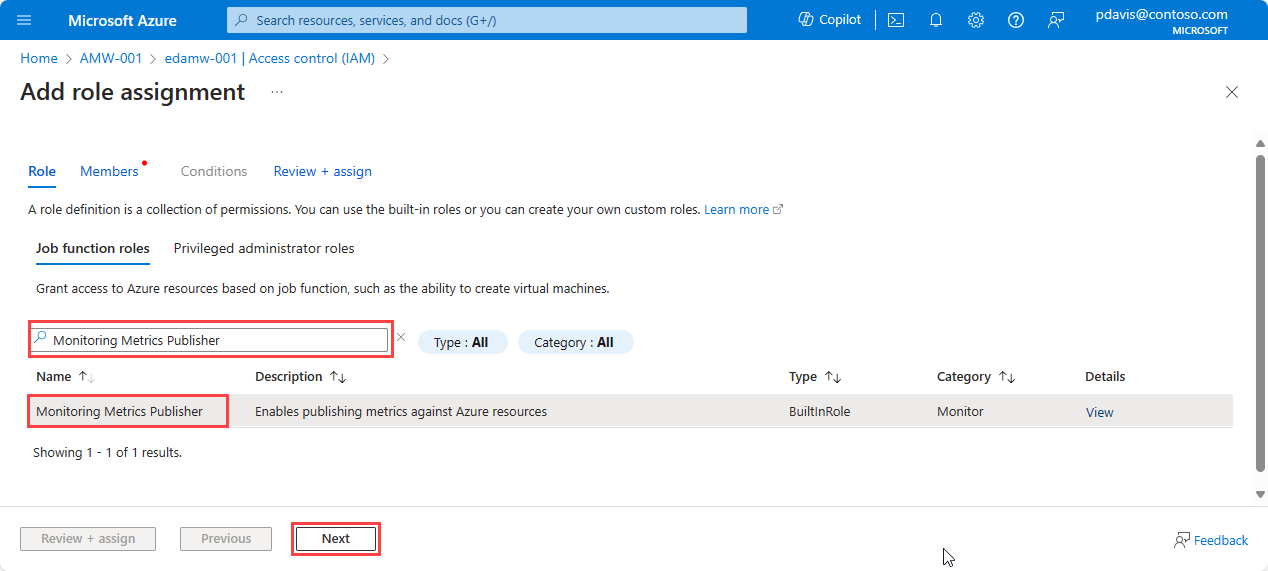 Microsoft Azure
Search resources, services, and docs (G+/)
Copilot
pdavis@contoso.com
MICROSOFT
Home > AMW-001 > edamw-001 | Access control (IAM) >
Add role assignment ...
Role Members Conditions Review + assign
A role definition is a collection of permissions. You can use the built-in roles or you can create your own custom roles. Learn more
Job function roles Privileged administrator roles
Grant access to Azure resources based on job function, such as the ability to create virtual machines.
Monitoring Metrics Publisher
Type : All Category : All
Name Description Type Category Details
Monitoring Metrics Publisher Enables publishing metrics against Azure resources BuiltInRole Monitor View
Showing 1 - 1 of 1 results.
Review + assign Previous Next Feedback